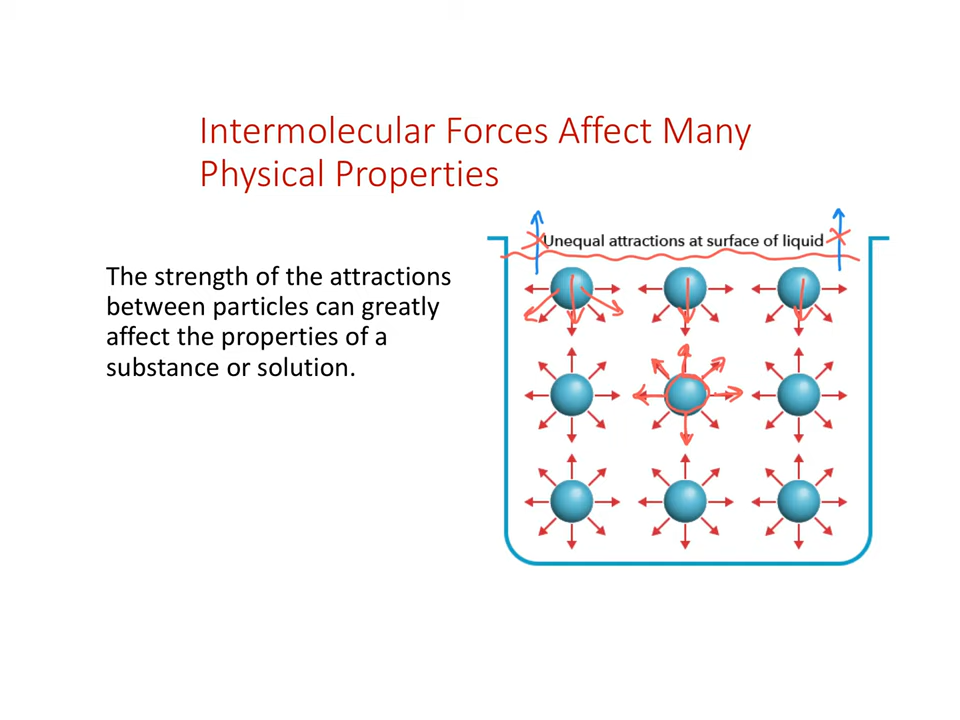 Intermolecular Forces Affect Many
Physical Properties
Unequal attractions at surface of liquid
The strength of the attractions
between particles can greatly
affect the properties of a
substance or solution.